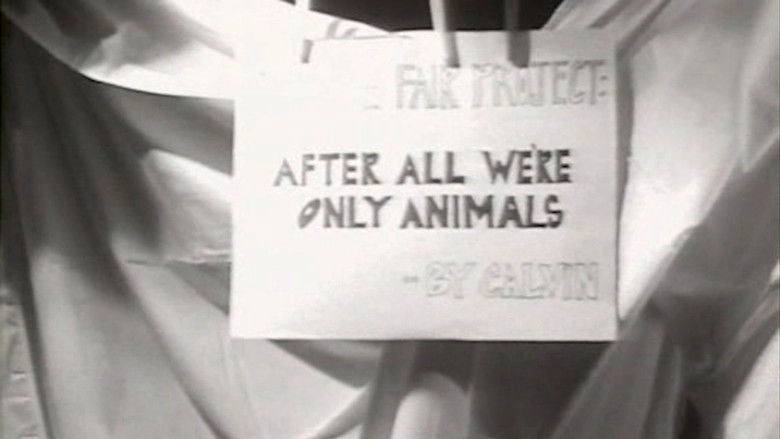 FAIR PROJECT:
AFTER ALL WE'RE
ONLY ANIMALS
-BY CALVIN